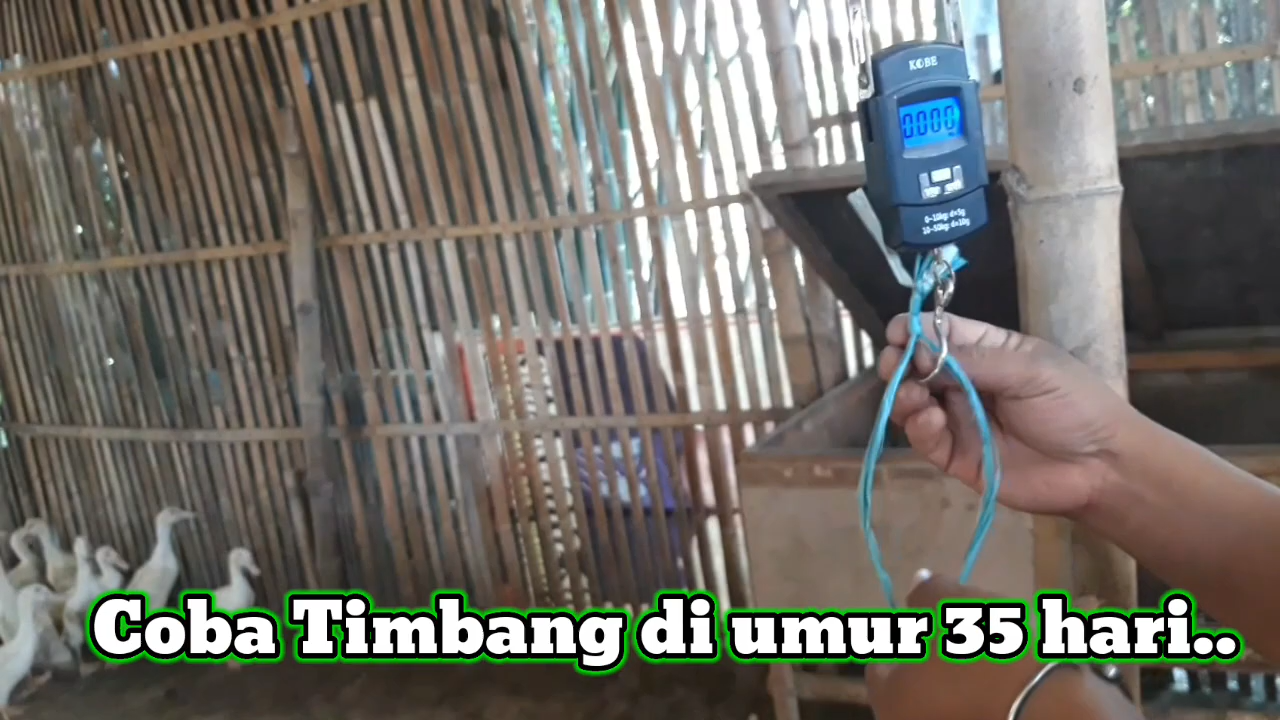 KOBE
0000
0-10kg: d=5g
10-50kg: d=10g
Coba Timbang di umur 35 hari..